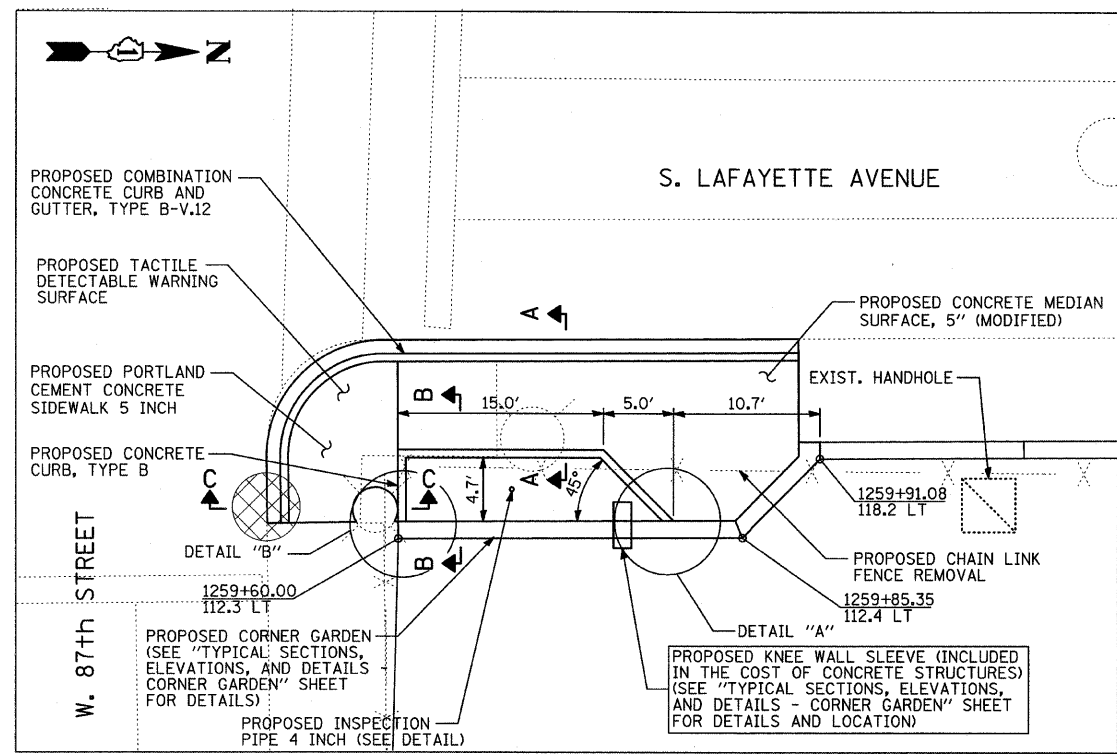 N
S. LAFAYETTE AVENUE
PROPOSED COMBINATION
CONCRETE CURB AND
GUTTER, TYPE B-V.12
PROPOSED TACTILE
DETECTABLE WARNING
SURFACE
PROPOSED PORTLAND
CEMENT CONCRETE
SIDEWALK 5 INCH
PROPOSED CONCRETE
CURB, TYPE B
A
PROPOSED CONCRETE MEDIAN
SURFACE, 5" (MODIFIED)
EXIST. HANDHOLE
B
15.0'
5.0'
10.7'
C
C
4.7'
A
45°
1259+91.08
118.2 LT
DETAIL "B"
B
PROPOSED CHAIN LINK
FENCE REMOVAL
1259+60.00
112.3 LT
1259+85.35
112.4 LT
W. 87th STREET
DETAIL "A"
PROPOSED CORNER GARDEN
(SEE "TYPICAL SECTIONS,
ELEVATIONS, AND DETAILS -
CORNER GARDEN" SHEET
FOR DETAILS)
PROPOSED KNEE WALL SLEEVE (INCLUDED
IN THE COST OF CONCRETE STRUCTURES)
(SEE "TYPICAL SECTIONS, ELEVATIONS,
AND DETAILS - CORNER GARDEN" SHEET
FOR DETAILS AND LOCATION)
PROPOSED INSPECTION
PIPE 4 INCH (SEE DETAIL)